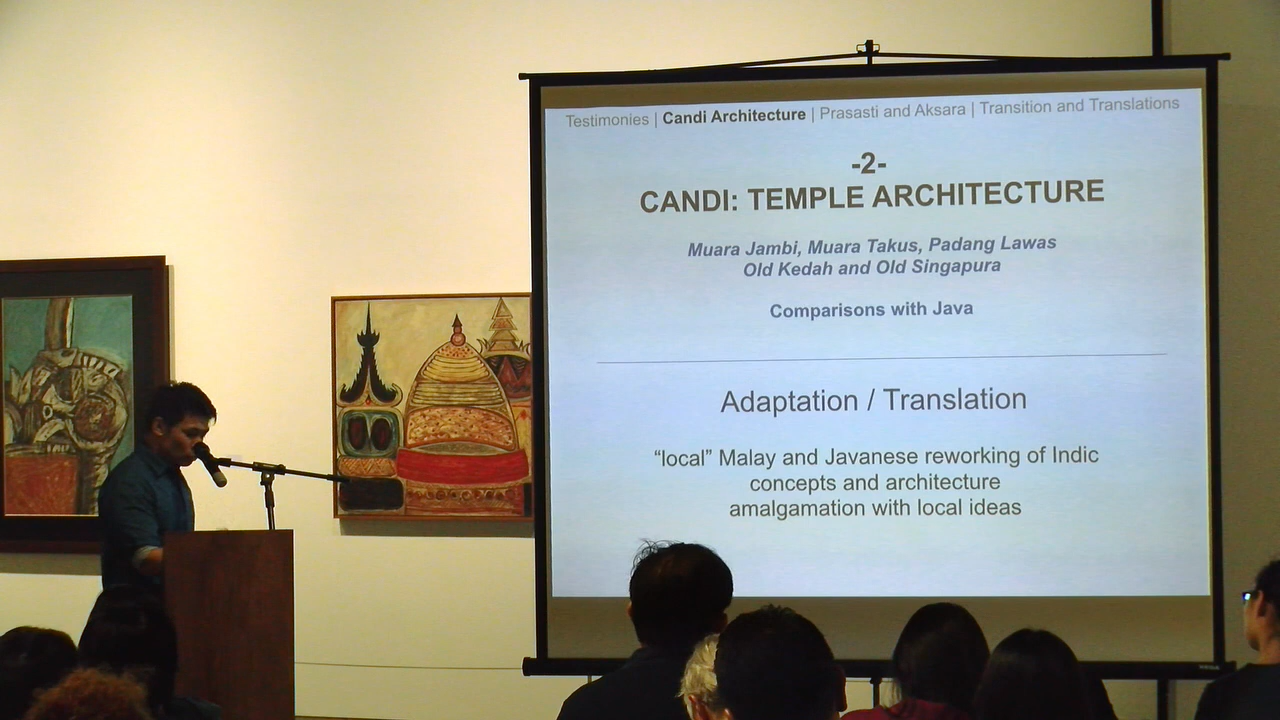 Testimonies | Candi Architecture | Prasasti and Aksara | Transition and Translations
-2-
CANDI: TEMPLE ARCHITECTURE
Muara Jambi, Muara Takus, Padang Lawas
Old Kedah and Old Singapura
Comparisons with Java
Adaptation / Translation
“local” Malay and Javanese reworking of Indic
concepts and architecture
amalgamation with local ideas